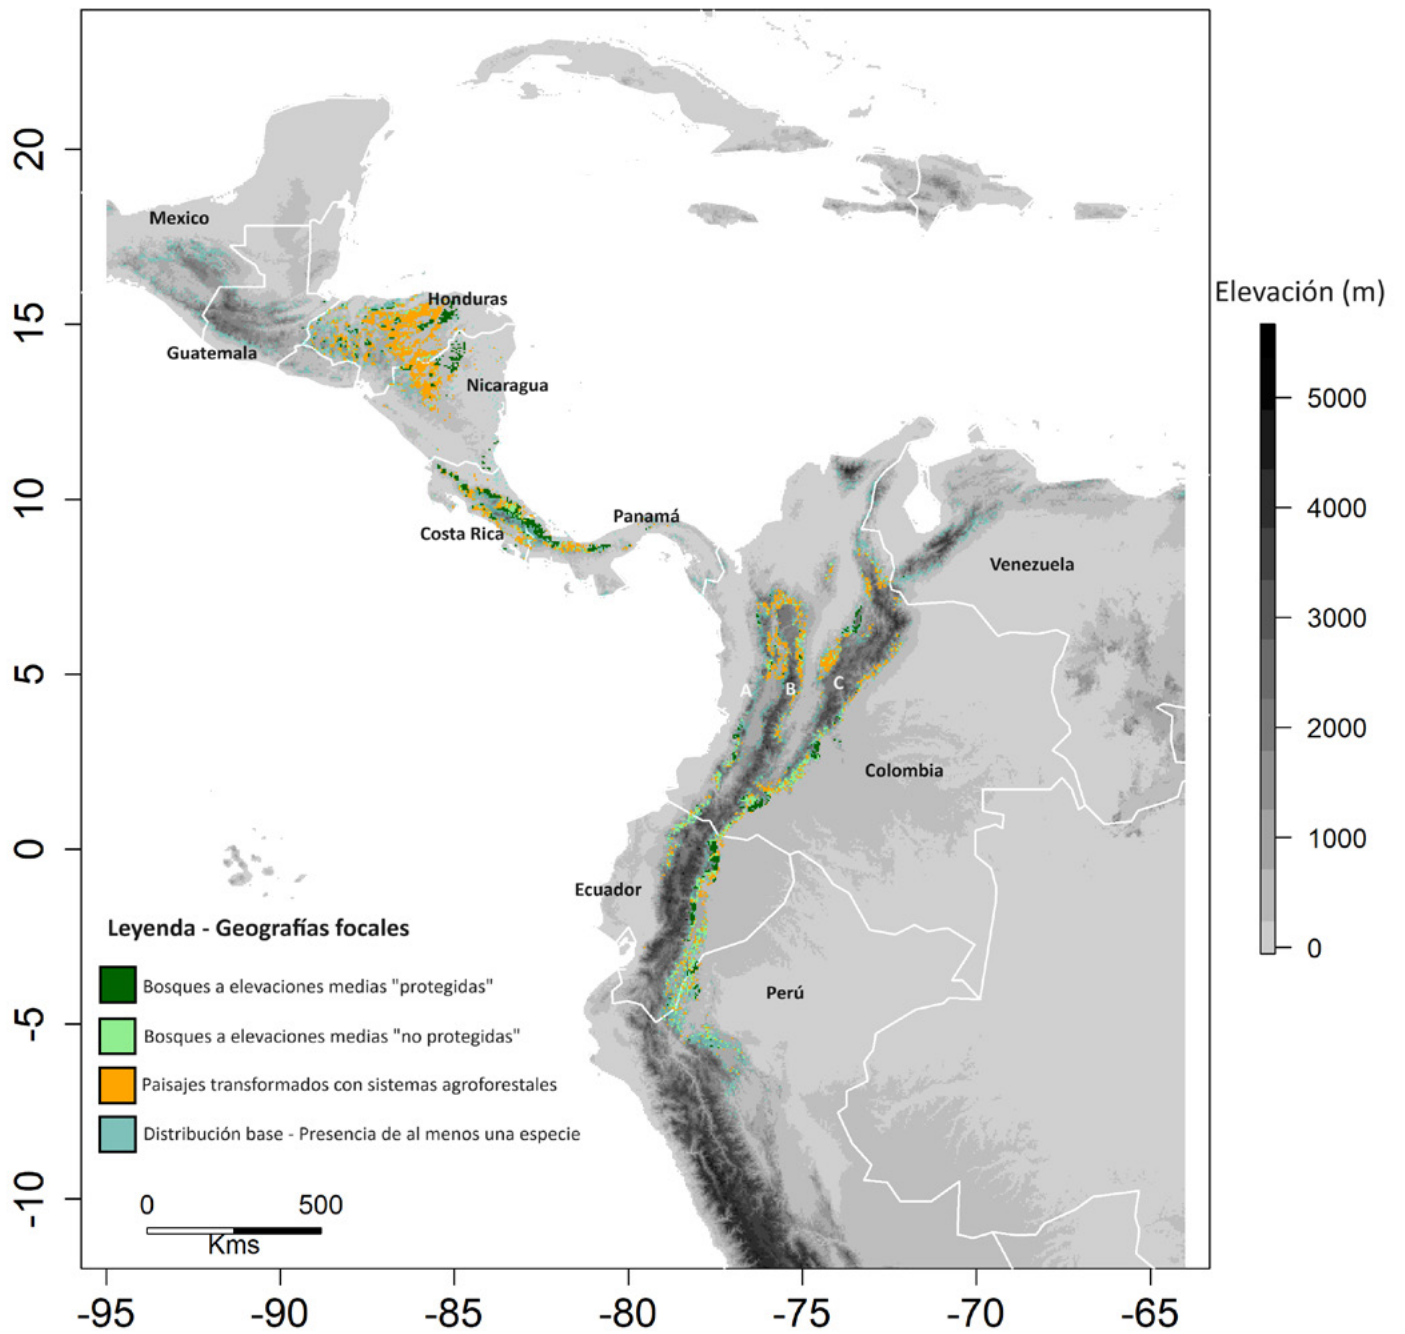 20
15
10
5
0
-5
-10
Mexico
Honduras
Guatemala
Nicaragua
Costa Rica
Panamá
Venezuela
A
B
C
Colombia
Ecuador
Perú
Elevación (m)
5000
4000
3000
2000
1000
0
Leyenda - Geografías focales
Bosques a elevaciones medias "protegidas"
Bosques a elevaciones medias "no protegidas"
Paisajes transformados con sistemas agroforestales
Distribución base - Presencia de al menos una especie
0 500
Kms
-95 -90 -85 -80 -75 -70 -65